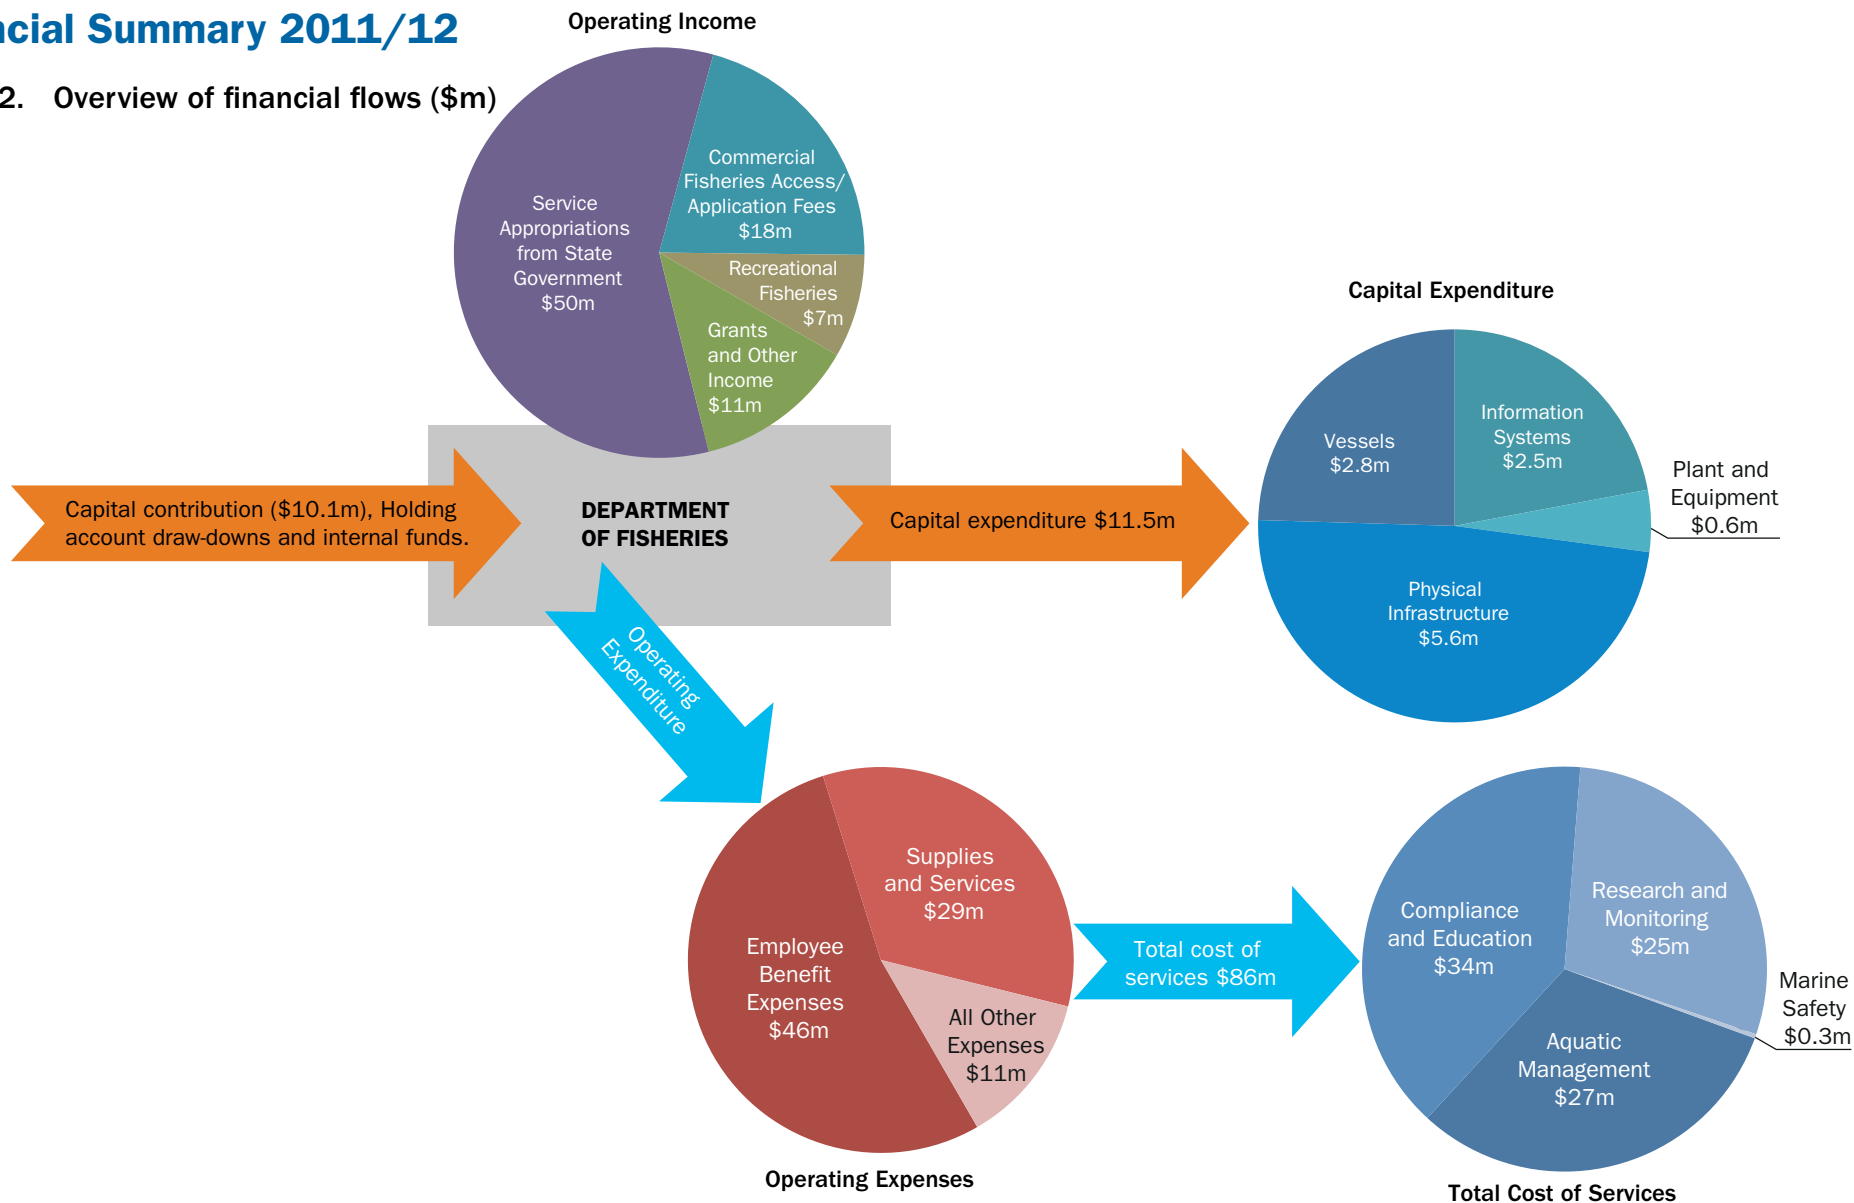 ncial Summary 2011/12
2. Overview of financial flows ($m)
Operating Income
Service
Appropriations
from State
Government
$50m
Commercial
Fisheries Access/
Application Fees
$18m
Recreational
Fisheries
$7m
Grants
and Other
Income
$11m
Capital contribution ($10.1m), Holding
account draw-downs and internal funds.
DEPARTMENT
OF FISHERIES
Capital expenditure $11.5m
Capital Expenditure
Vessels
$2.8m
Information
Systems
$2.5m
Plant and
Equipment
$0.6m
Physical
Infrastructure
$5.6m
Operating
Expenditure
Supplies
and Services
$29m
Employee
Benefit
Expenses
$46m
All Other
Expenses
$11m
Operating Expenses
Total cost of
services $86m
Compliance
and Education
$34m
Research and
Monitoring
$25m
Marine
Safety
$0.3m
Aquatic
Management
$27m
Total Cost of Services